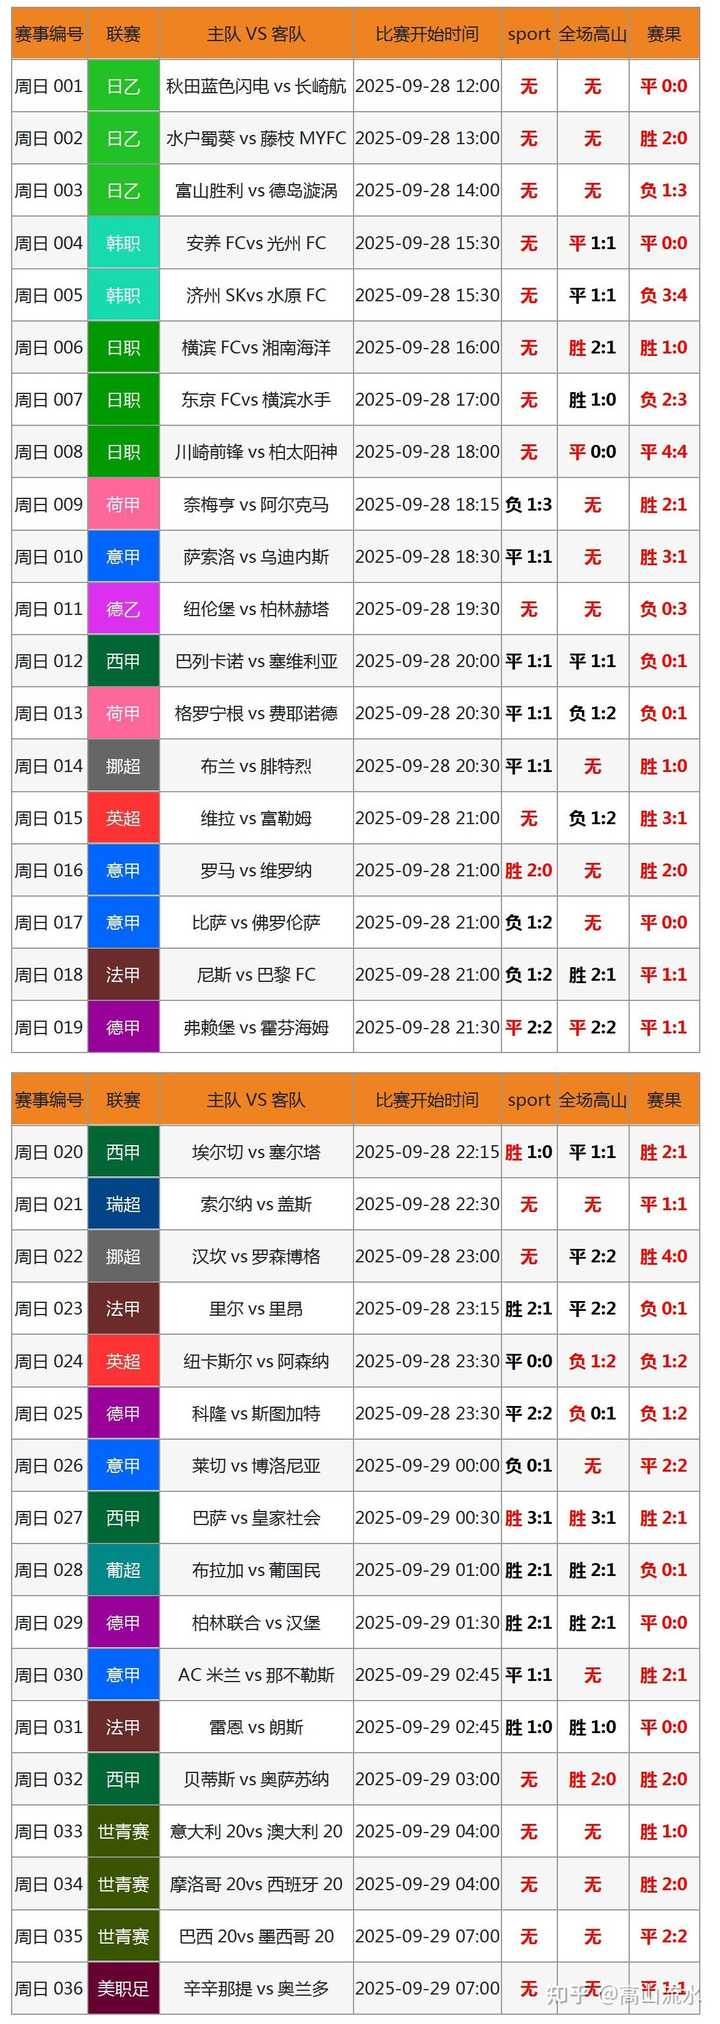 赛事编号 联赛 主队 VS 客队 比赛开始时间 sport 全场高山 赛果
周日 001 日乙 秋田蓝色闪电 vs 长崎航 2025-09-28 12:00 无 无 平 0:0
周日 002 日乙 水户蜀葵 vs 藤枝 MYFC 2025-09-28 13:00 无 无 胜 2:0
周日 003 日乙 富山胜利 vs 德岛漩涡 2025-09-28 14:00 无 无 负 1:3
周日 004 韩职 安养 FCvs 光州 FC 2025-09-28 15:30 无 平 1:1 平 0:0
周日 005 韩职 济州 SKvs 水原 FC 2025-09-28 15:30 无 平 1:1 负 3:4
周日 006 日职 横滨 FCvs 湘南海洋 2025-09-28 16:00 无 胜 2:1 胜 1:0
周日 007 日职 东京 FCvs 横滨水手 2025-09-28 17:00 无 胜 1:0 负 2:3
周日 008 日职 川崎前锋 vs 柏太阳神 2025-09-28 18:00 无 平 0:0 平 4:4
周日 009 荷甲 奈梅亨 vs 阿尔克马 2025-09-28 18:15 负 1:3 无 胜 2:1
周日 010 意甲 萨索洛 vs 乌迪内斯 2025-09-28 18:30 平 1:1 无 胜 3:1
周日 011 德乙 纽伦堡 vs 柏林赫塔 2025-09-28 19:30 无 无 负 0:3
周日 012 西甲 巴列卡诺 vs 塞维利亚 2025-09-28 20:00 平 1:1 平 1:1 负 0:1
周日 013 荷甲 格罗宁根 vs 费耶诺德 2025-09-28 20:30 平 1:1 负 1:2 负 0:1
周日 014 挪超 布兰 vs 腓特烈 2025-09-28 20:30 平 1:1 无 胜 1:0
周日 015 英超 维拉 vs 富勒姆 2025-09-28 21:00 无 负 1:2 胜 3:1
周日 016 意甲 罗马 vs 维罗纳 2025-09-28 21:00 胜 2:0 无 胜 2:0
周日 017 意甲 比萨 vs 佛罗伦萨 2025-09-28 21:00 负 1:2 无 平 0:0
周日 018 法甲 尼斯 vs 巴黎 FC 2025-09-28 21:00 负 1:2 胜 2:1 平 1:1
周日 019 德甲 弗赖堡 vs 霍芬海姆 2025-09-28 21:30 平 2:2 平 2:2 平 1:1
赛事编号 联赛 主队 VS 客队 比赛开始时间 sport 全场高山 赛果
周日 020 西甲 埃尔切 vs 塞尔塔 2025-09-28 22:15 胜 1:0 平 1:1 胜 2:1
周日 021 瑞超 索尔纳 vs 盖斯 2025-09-28 22:30 无 无 平 1:1
周日 022 挪超 汉坎 vs 罗森博格 2025-09-28 23:00 无 平 2:2 胜 4:0
周日 023 法甲 里尔 vs 里昂 2025-09-28 23:15 胜 2:1 平 2:2 负 0:1
周日 024 英超 纽卡斯尔 vs 阿森纳 2025-09-28 23:30 平 0:0 负 1:2 负 1:2
周日 025 德甲 科隆 vs 斯图加特 2025-09-28 23:30 平 2:2 负 0:1 负 1:2
周日 026 意甲 莱切 vs 博洛尼亚 2025-09-29 00:00 负 0:1 无 平 2:2
周日 027 西甲 巴萨 vs 皇家社会 2025-09-29 00:30 胜 3:1 胜 3:1 胜 2:1
周日 028 葡超 布拉加 vs 葡国民 2025-09-29 01:00 胜 2:1 胜 2:1 负 0:1
周日 029 德甲 柏林联合 vs 汉堡 2025-09-29 01:30 胜 2:1 胜 2:1 平 0:0
周日 030 意甲 AC 米兰 vs 那不勒斯 2025-09-29 02:45 平 1:1 无 胜 2:1
周日 031 法甲 雷恩 vs 朗斯 2025-09-29 02:45 胜 1:0 胜 1:0 平 0:0
周日 032 西甲 贝蒂斯 vs 奥萨苏纳 2025-09-29 03:00 无 胜 2:0 胜 2:0
周日 033 世青赛 意大利 20vs 澳大利 20 2025-09-29 04:00 无 无 胜 1:0
周日 034 世青赛 摩洛哥 20vs 西班牙 20 2025-09-29 04:00 无 无 胜 2:0
周日 035 世青赛 巴西 20vs 墨西哥 20 2025-09-29 07:00 无 无 平 2:2
周日 036 美职足 辛辛那提 vs 奥兰多 2025-09-29 07:00 无 无 平 1:1
知乎 @高山流水